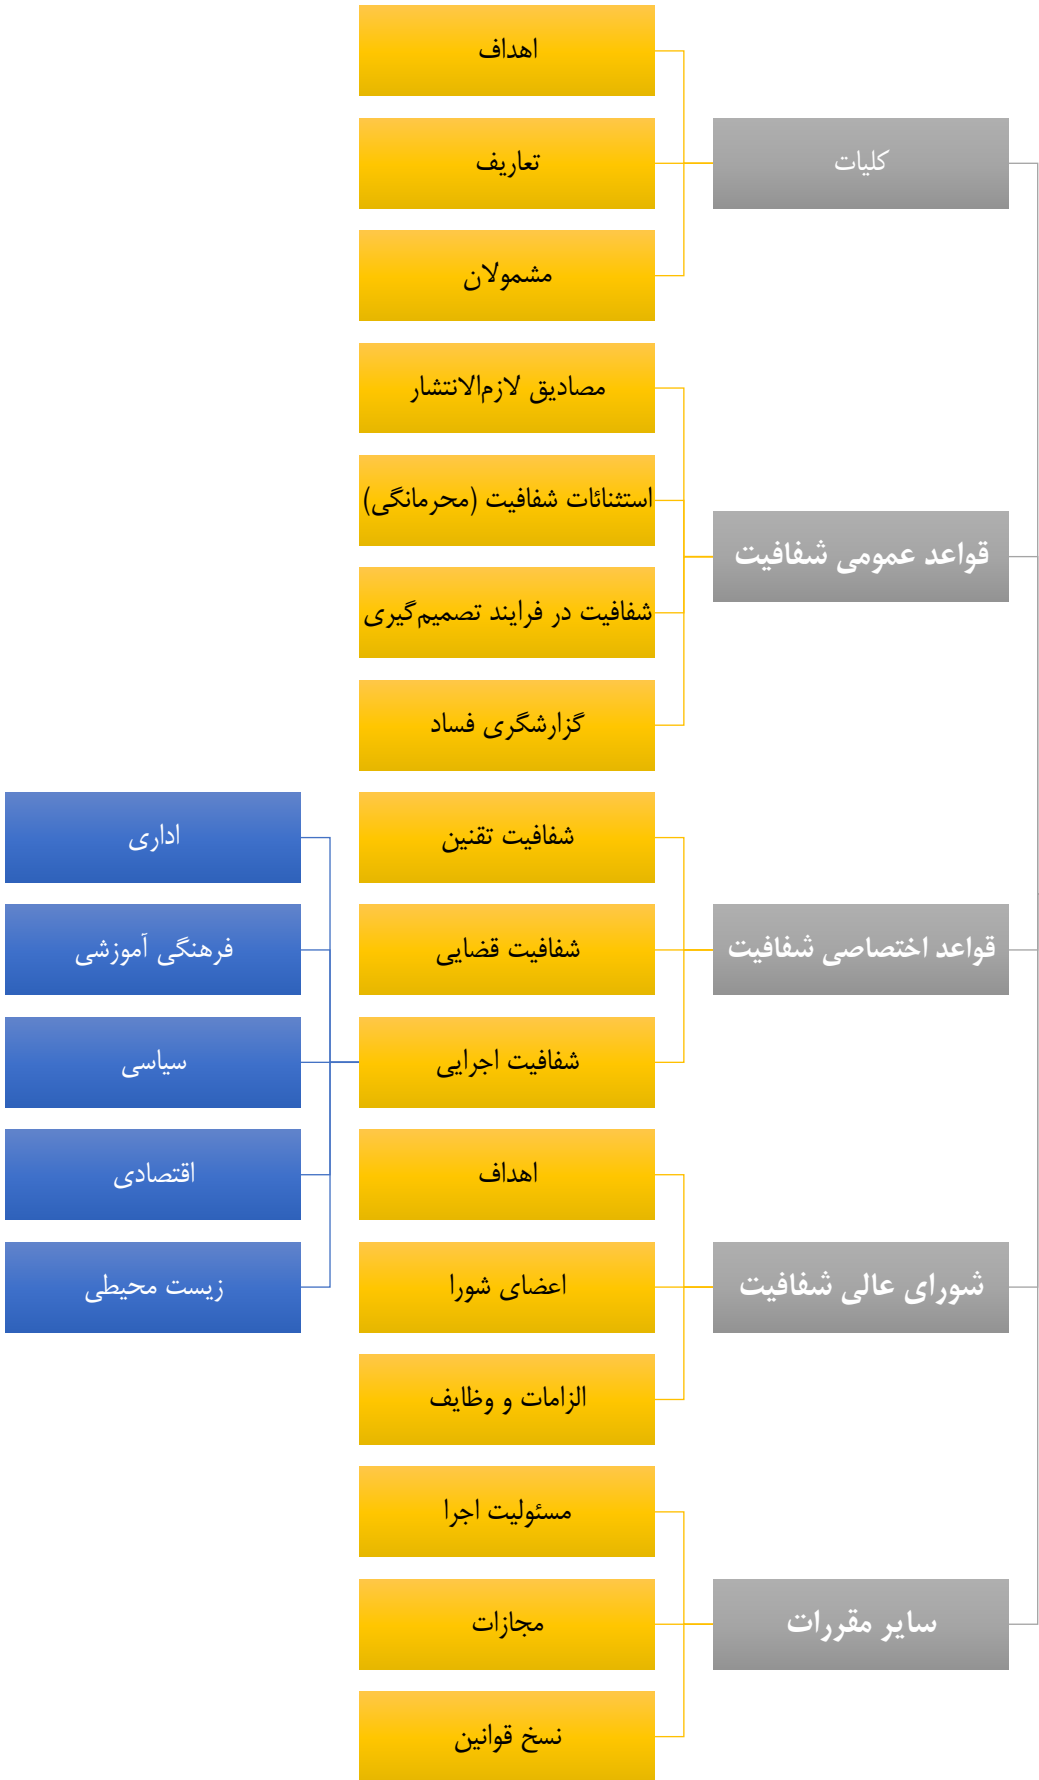 کلیات
اهداف
تعاریف
مشمولان
قواعد عمومی شفافیت
مصادیق لازم‌الانتشار
استثنائات شفافیت (محرمانگی)
شفافیت در فرایند تصمیم‌گیری
گزارشگری فساد
قواعد اختصاصی شفافیت
شفافیت تقنین
شفافیت قضایی
شفافیت اجرایی
اداری
فرهنگی آموزشی
سیاسی
اقتصادی
زیست محیطی
شورای عالی شفافیت
اهداف
اعضای شورا
الزامات و وظایف
سایر مقررات
مسئولیت اجرا
مجازات
نسخ قوانین